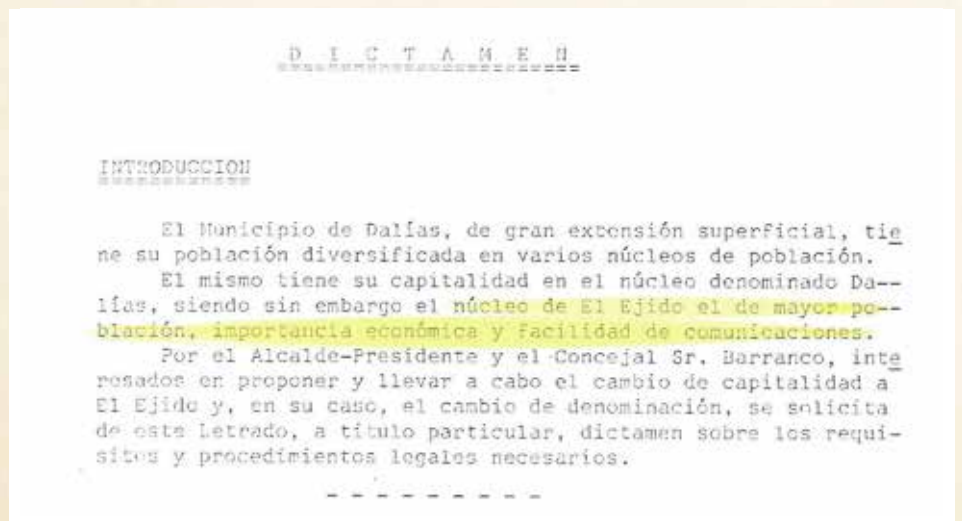 D I C T A M E N
INTRODUCCION
El Municipio de Dalías, de gran extensión superficial, tie
ne su población diversificada en varios núcleos de población.
El mismo tiene su capitalidad en el núcleo denominado Da--
lías, siendo sin embargo el núcleo de El Ejido el de mayor po--
blación, importancia económica y facilidad de comunicaciones.
Por el Alcalde-Presidente y el Concejal Sr. Barranco, inte
resados en proponer y llevar a cabo el cambio de capitalidad a
El Ejido y, en su caso, el cambio de denominación, se solicita
de este Letrado, a título particular, dictamen sobre los requi-
sitos y procedimientos legales necesarios.
- - - - - - - - -